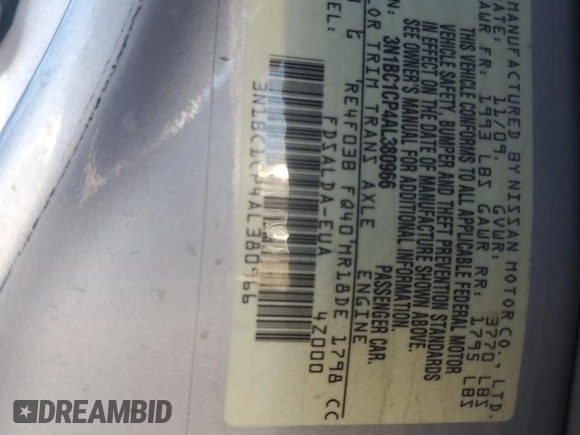 MANUFACTURED BY NISSAN MOTOR CO., LTD.
DATE: 11/09 GVWR: 3770 LBS
GAWR FR: 1993 LBS GAWR RR: 1795 LBS
THIS VEHICLE CONFORMS TO ALL APPLICABLE FEDERAL MOTOR
VEHICLE SAFETY, BUMPER AND THEFT PREVENTION STANDARDS
IN EFFECT ON THE DATE OF MANUFACTURE SHOWN ABOVE.
SEE OWNER'S MANUAL FOR ADDITIONAL INFORMATION.
3N1BC1CP4AL380966 PASSENGER CAR.
OR TRIM TRANS AXLE ENGINE
G RE4F03B FQ40 MR18DE 1798 CC
DEL: FDSALDA-EUA 4Z000
3N1BC1CP4AL380966
DREAMBID